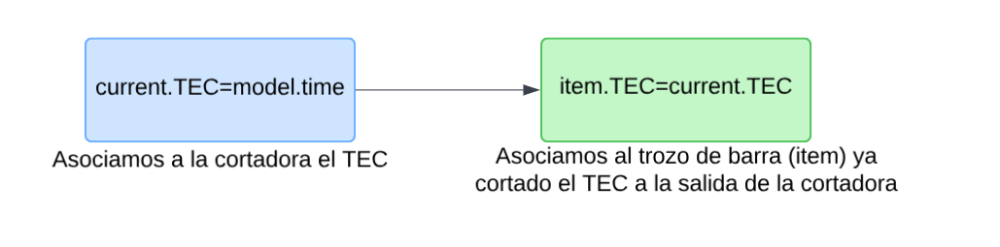 current.TEC=model.time
Asociamos a la cortadora el TEC
item.TEC=current.TEC
Asociamos al trozo de barra (item) ya
cortado el TEC a la salida de la cortadora